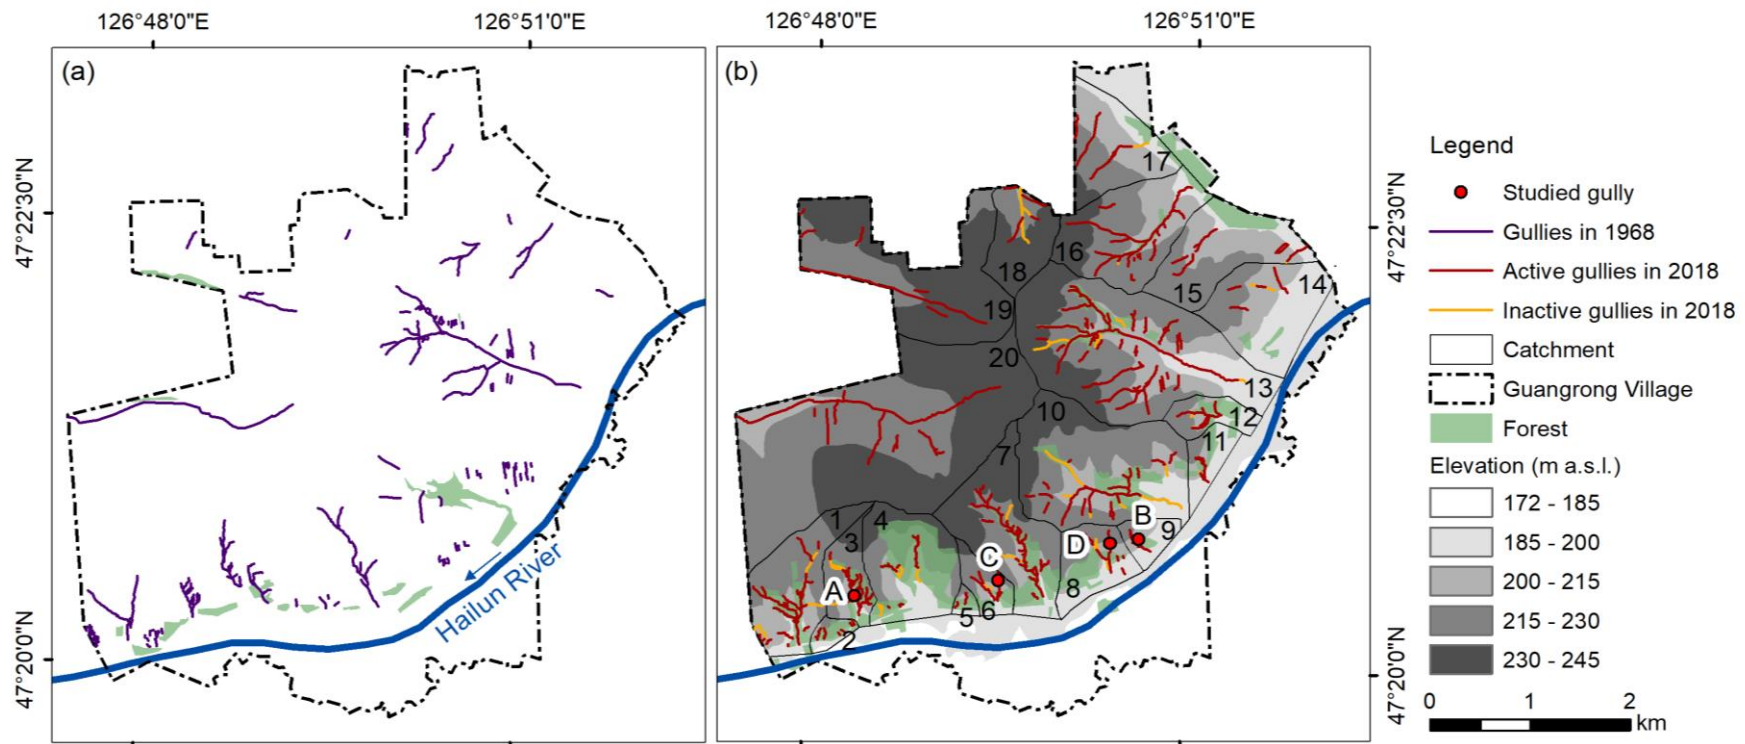 126°48'0"E
126°51'0"E
126°48'0"E
126°51'0"E
(a)
(b)
47°22'30"N
47°20'0"N
47°22'30"N
47°20'0"N
Hailun River
17
16
18
15
14
19
20
13
10
12
11
7
1
4
3
B
9
D
C
8
A
5
6
2
Legend
Studied gully
Gullies in 1968
Active gullies in 2018
Inactive gullies in 2018
Catchment
Guangrong Village
Forest
Elevation (m a.s.l.)
172 - 185
185 - 200
200 - 215
215 - 230
230 - 245
0 1 2
km